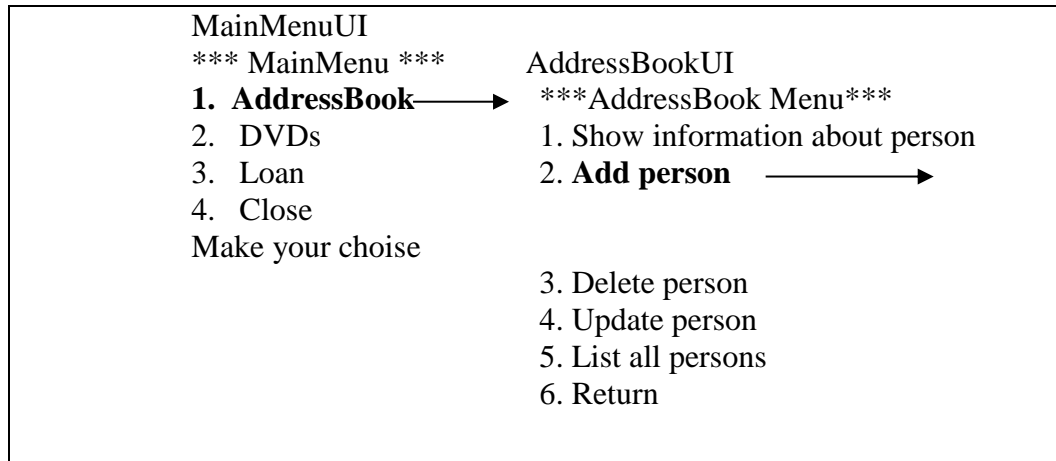 MainMenuUI
*** MainMenu ***
1. AddressBook
2. DVDs
3. Loan
4. Close
Make your choise
AddressBookUI
***AddressBook Menu***
1. Show information about person
2. Add person
3. Delete person
4. Update person
5. List all persons
6. Return